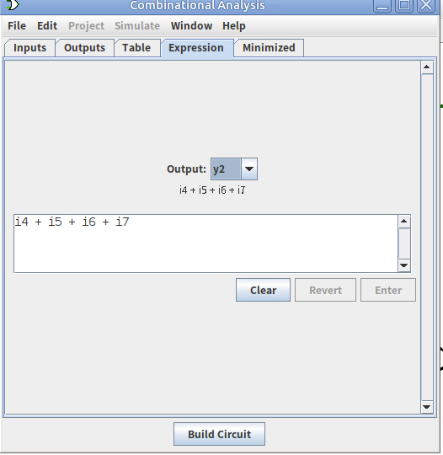 Combinational Analysis
File Edit Project Simulate Window Help
Inputs Outputs Table Expression Minimized
Output: y2
i4 + i5 + i6 + i7
i4 + i5 + i6 + i7
Clear Revert Enter
Build Circuit